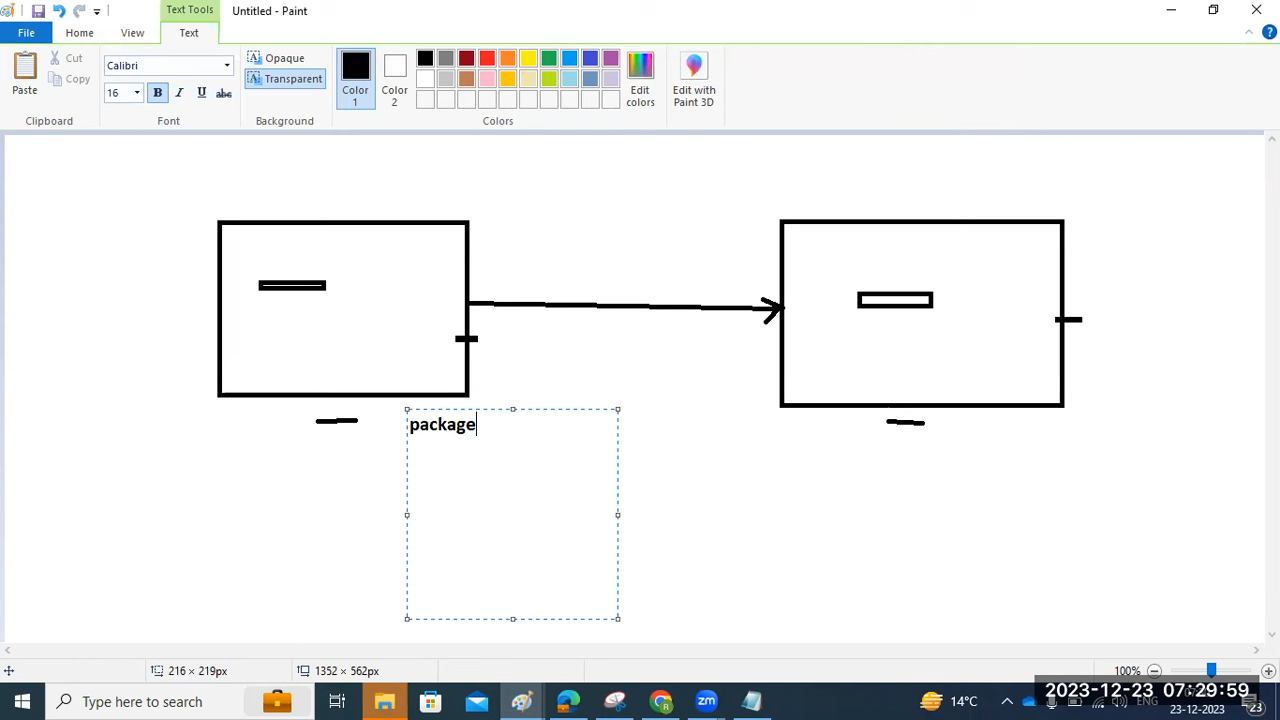 Text Tools
Untitled - Paint
File
Home
View
Text
Paste
Cut
Copy
Clipboard
Calibri
16
B
I
U
abc
Font
Opaque
Transparent
Background
Color 1
Color 2
Edit colors
Colors
Edit with Paint 3D
package
216 × 219px
1352 × 562px
100%
Type here to search
14°C
2023-12-23 07:29:59
ENG
23-12-2023
23